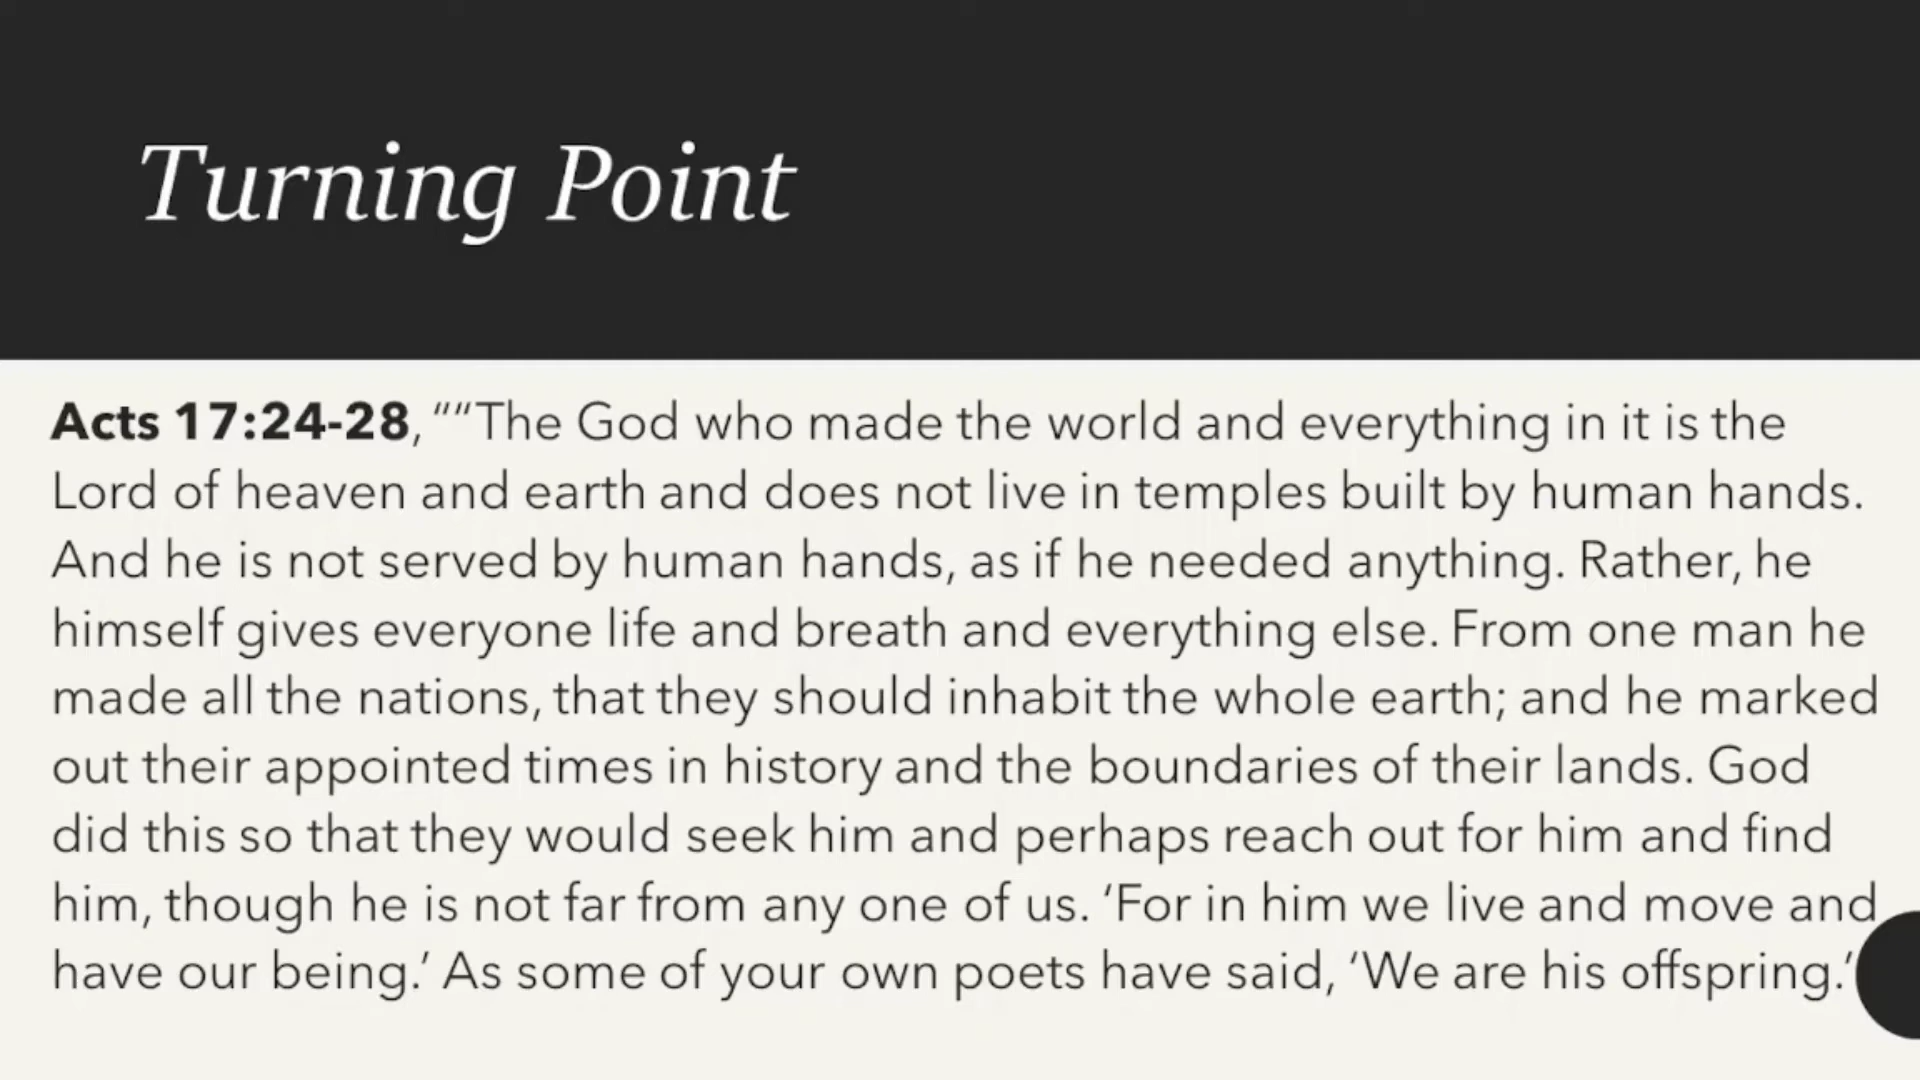 Turning Point
Acts 17:24-28, ““The God who made the world and everything in it is the
Lord of heaven and earth and does not live in temples built by human hands.
And he is not served by human hands, as if he needed anything. Rather, he
himself gives everyone life and breath and everything else. From one man he
made all the nations, that they should inhabit the whole earth; and he marked
out their appointed times in history and the boundaries of their lands. God
did this so that they would seek him and perhaps reach out for him and find
him, though he is not far from any one of us. ‘For in him we live and move and
have our being.’ As some of your own poets have said, ‘We are his offspring.’